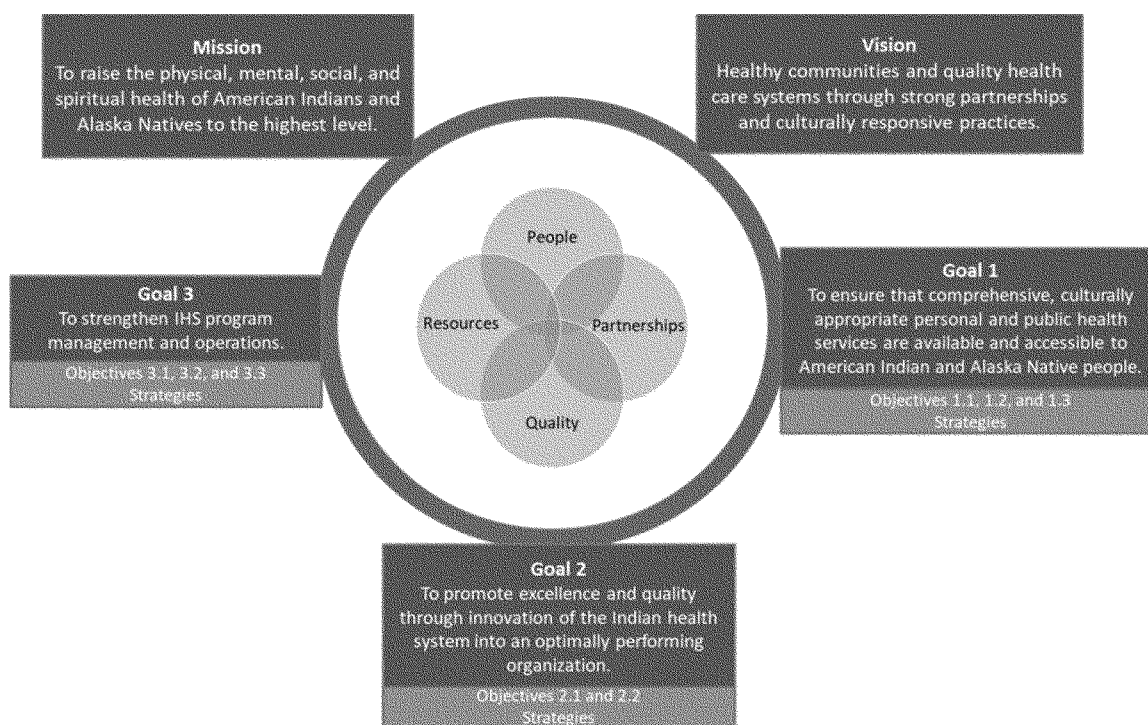 Mission
To raise the physical, mental, social, and
spiritual health of American Indians and
Alaska Natives to the highest level.
Vision
Healthy communities and quality health
care systems through strong partnerships
and culturally responsive practices.
People
Resources
Partnerships
Quality
Goal 3
To strengthen IHS program
management and operations.
Objectives 3.1, 3.2, and 3.3
Strategies
Goal 1
To ensure that comprehensive, culturally
appropriate personal and public health
services are available and accessible to
American Indian and Alaska Native people.
Objectives 1.1, 1.2, and 1.3
Strategies
Goal 2
To promote excellence and quality
through innovation of the Indian health
system into an optimally performing
organization.
Objectives 2.1 and 2.2
Strategies